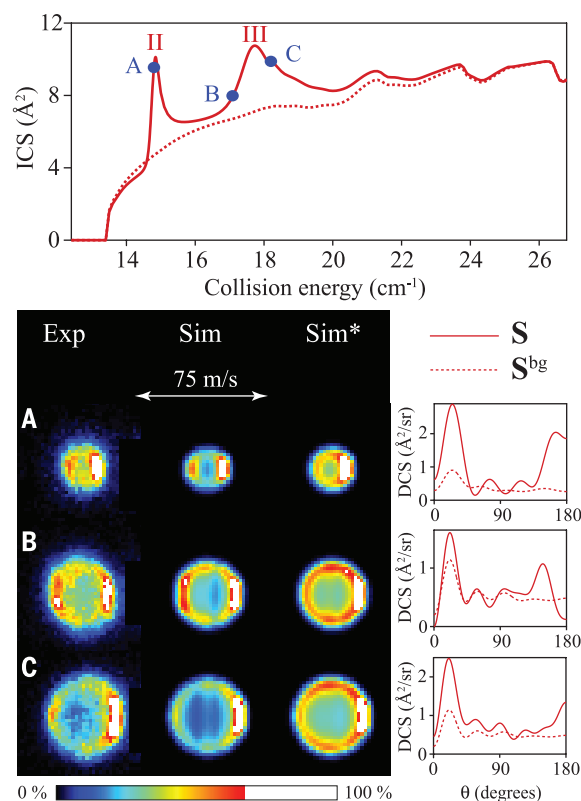 12
8
4
0
ICS (Å²)
II
III
A
B
C
14 16 18 20 22 24 26
Collision energy (cm⁻¹)
Exp Sim Sim*
75 m/s
S
S^bg
A
B
C
DCS (Å²/sr)
2
1
0
0 90 180
DCS (Å²/sr)
1
0
0 90 180
DCS (Å²/sr)
2
1
0
0 90 180
θ (degrees)
0 % 100 %